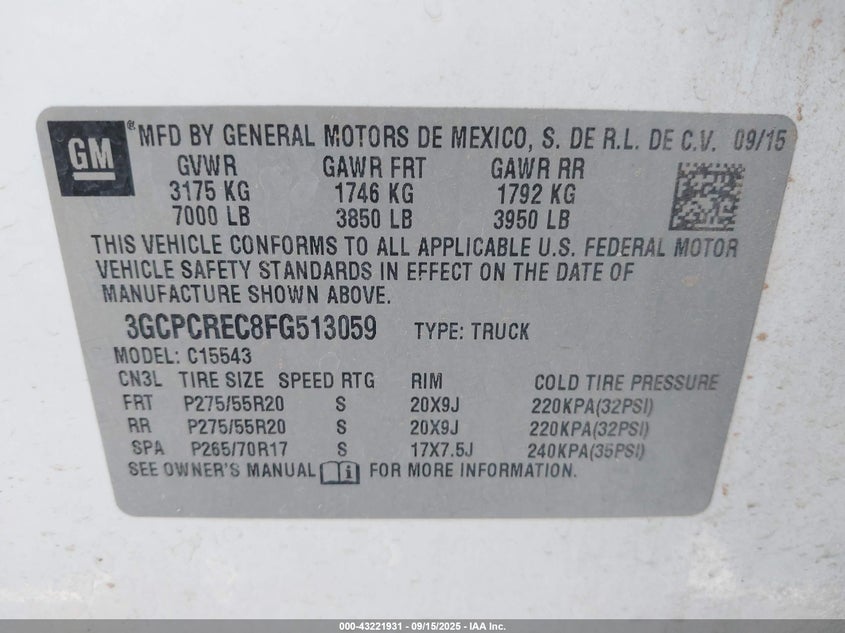 GM
® MFD BY GENERAL MOTORS DE MEXICO, S. DE R.L. DE C.V. 09/15
GVWR GAWR FRT GAWR RR
3175 KG 1746 KG 1792 KG
7000 LB 3850 LB 3950 LB
THIS VEHICLE CONFORMS TO ALL APPLICABLE U.S. FEDERAL MOTOR
VEHICLE SAFETY STANDARDS IN EFFECT ON THE DATE OF
MANUFACTURE SHOWN ABOVE.
3GCPCREC8FG513059 TYPE: TRUCK
MODEL: C15543
CN3L TIRE SIZE SPEED RTG RIM COLD TIRE PRESSURE
FRT P275/55R20 S 20X9J 220KPA(32PSI)
RR P275/55R20 S 20X9J 220KPA(32PSI)
SPA P265/70R17 S 17X7.5J 240KPA(35PSI)
SEE OWNER'S MANUAL i FOR MORE INFORMATION.
000-43221931 - 09/15/2025 - IAA Inc.